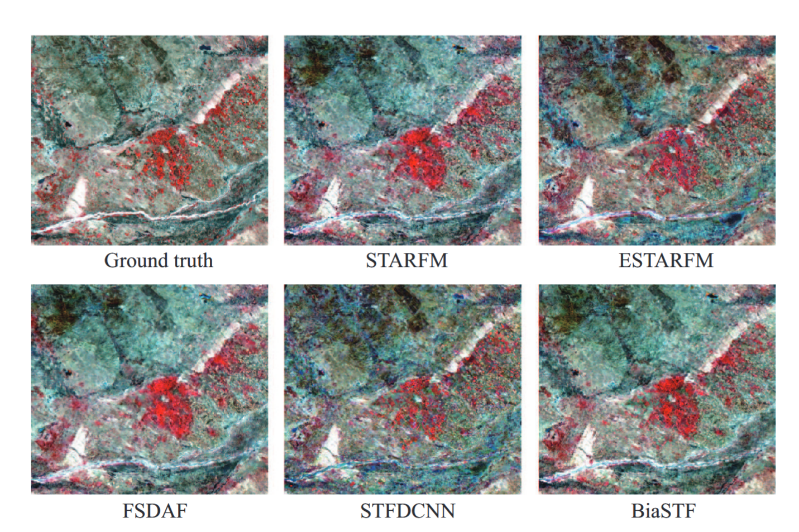 Ground truth
STARFM
ESTARFM
FSDAF
STFDCNN
BiaSTF